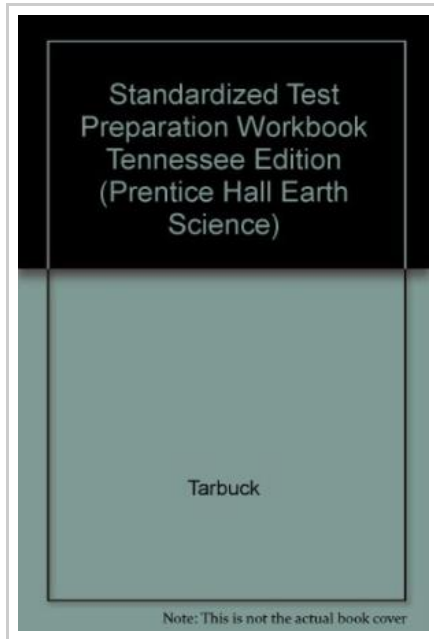 Standardized Test
Preparation Workbook
Tennessee Edition
(Prentice Hall Earth
Science)
Tarbuck
Note: This is not the actual book cover